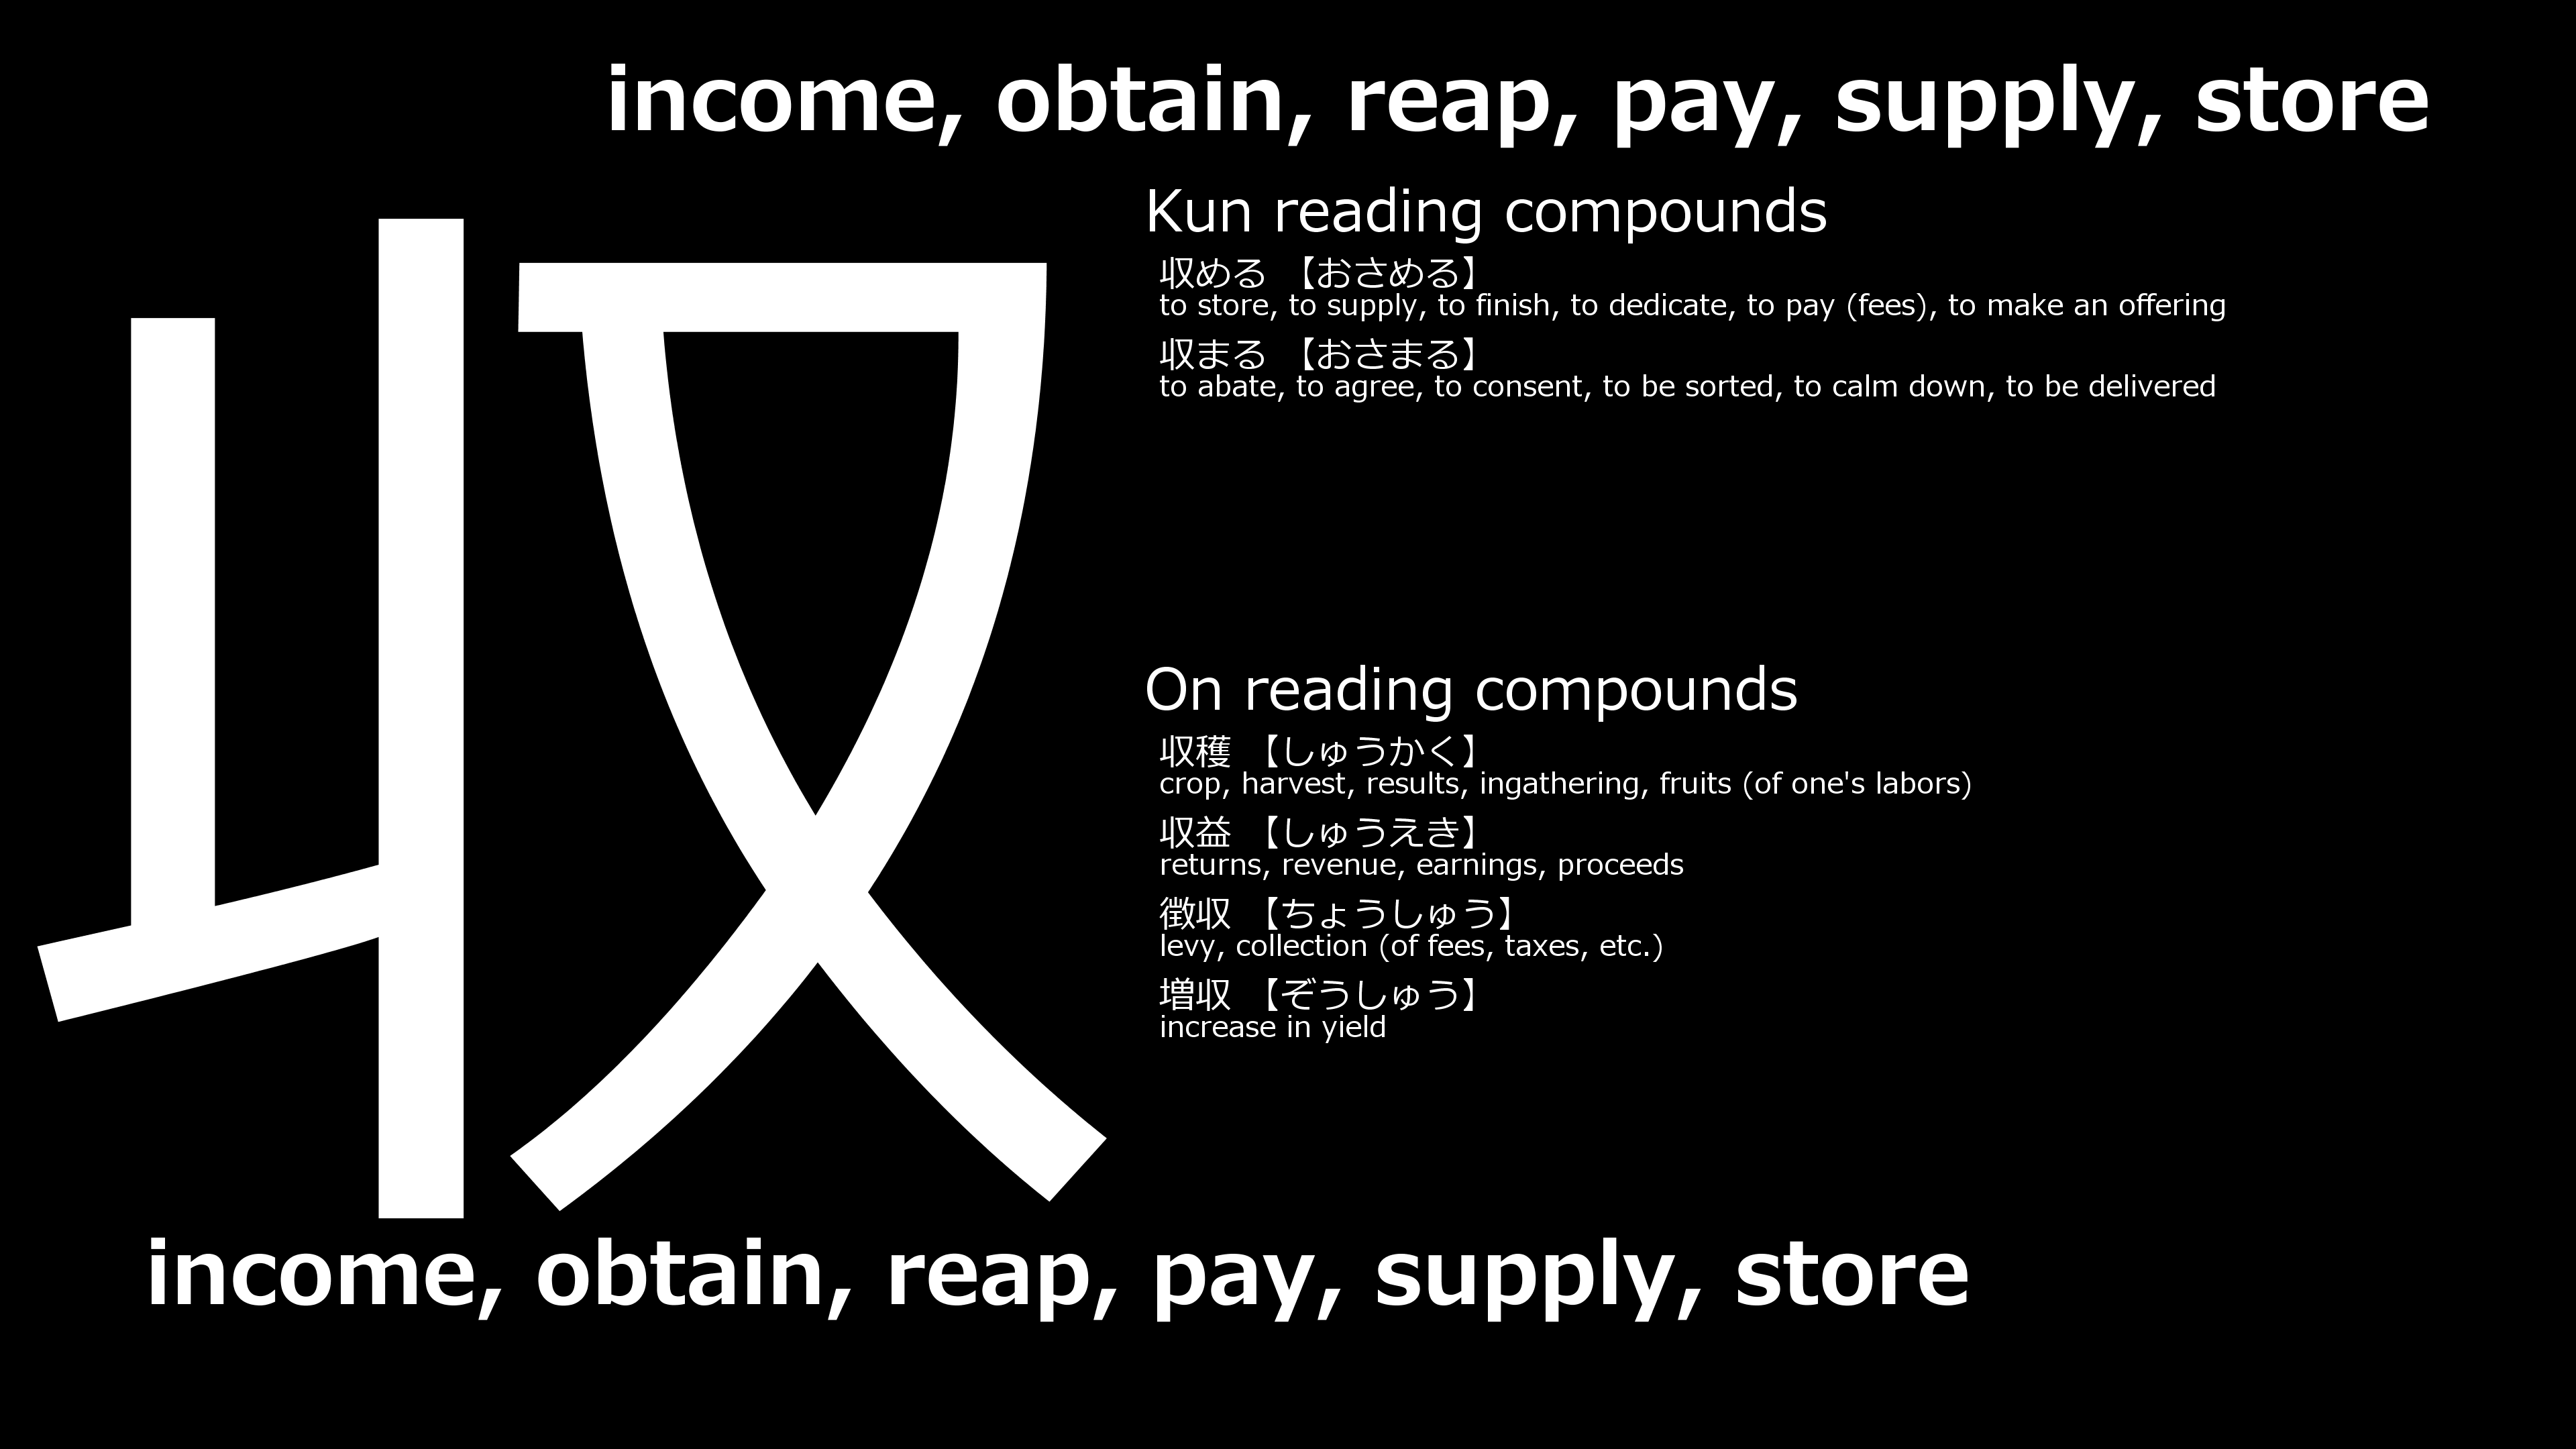 income, obtain, reap, pay, supply, store
収
Kun reading compounds
収める 【おさめる】
to store, to supply, to finish, to dedicate, to pay (fees), to make an offering
収まる 【おさまる】
to abate, to agree, to consent, to be sorted, to calm down, to be delivered
On reading compounds
収穫 【しゅうかく】
crop, harvest, results, ingathering, fruits (of one's labors)
収益 【しゅうえき】
returns, revenue, earnings, proceeds
徴収 【ちょうしゅう】
levy, collection (of fees, taxes, etc.)
増収 【ぞうしゅう】
increase in yield
income, obtain, reap, pay, supply, store